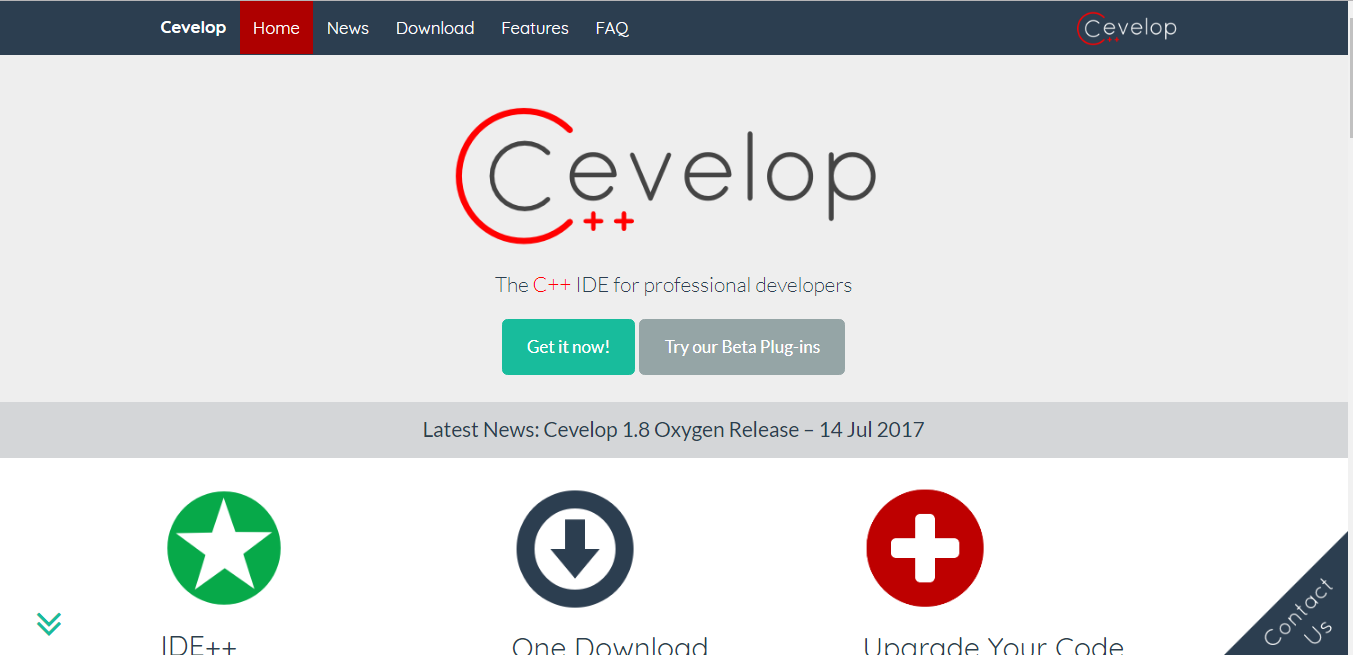 Cevelop Home News Download Features FAQ Cevelop
Cevelop
++
The C++ IDE for professional developers
Get it now! Try our Beta Plug-ins
Latest News: Cevelop 1.8 Oxygen Release – 14 Jul 2017
IDE++ One Download Upgrade Your Code
Contact
Us